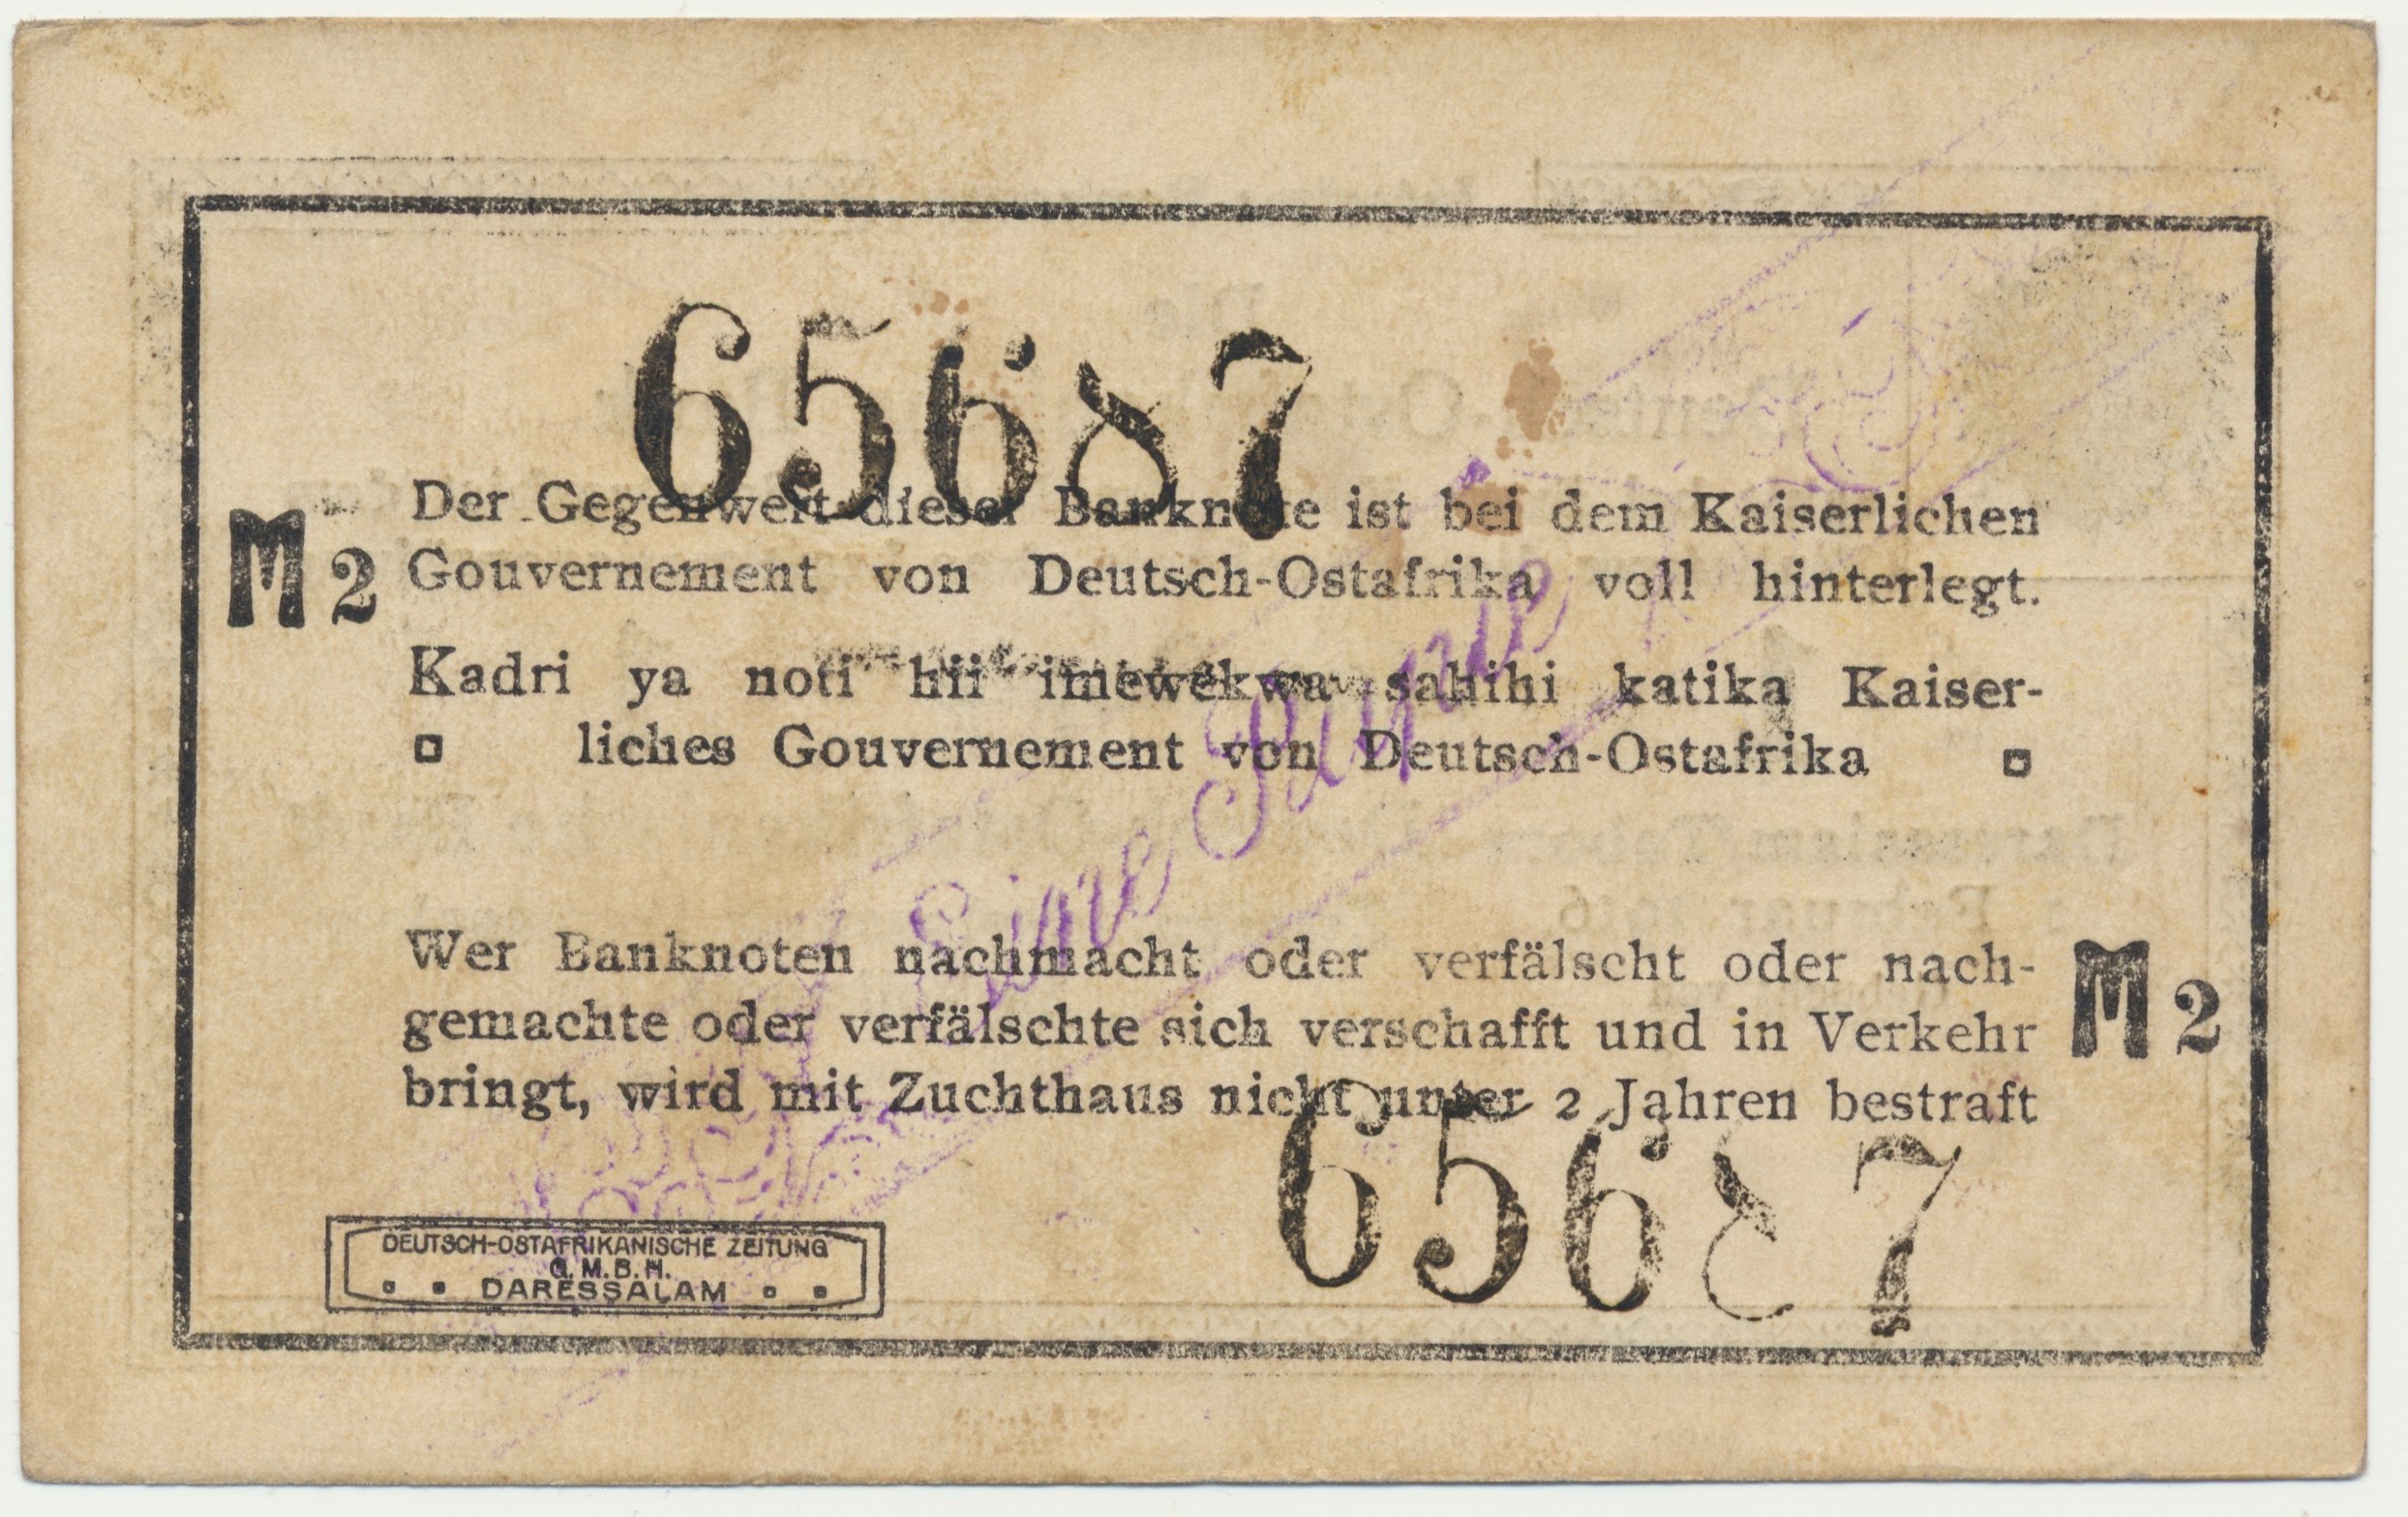 65687
Der Gegenwert dieser Banknote ist bei dem Kaiserlichen
M 2
Gouvernement von Deutsch-Ostafrika voll hinterlegt.
Kadri ya noti hii imewekwa sahihi katika Kaiser-
liches Gouvernement von Deutsch-Ostafrika
Eine Rupie
Wer Banknoten nachmacht oder verfälscht oder nach-
gemachte oder verfälschte sich verschafft und in Verkehr
M 2
bringt, wird mit Zuchthaus nicht unter 2 Jahren bestraft
65687
DEUTSCH-OSTAFRIKANISCHE ZEITUNG
G. M. B. H.
DARESSALAM